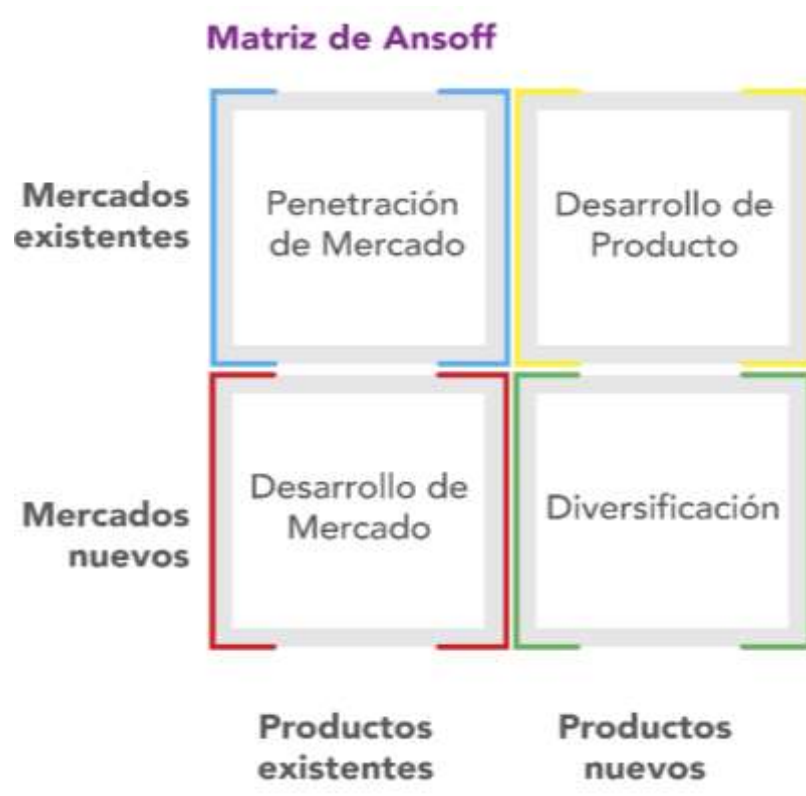 Matriz de Ansoff
Mercados
existentes
Penetración
de Mercado
Desarrollo de
Producto
Mercados
nuevos
Desarrollo de
Mercado
Diversificación
Productos
existentes
Productos
nuevos